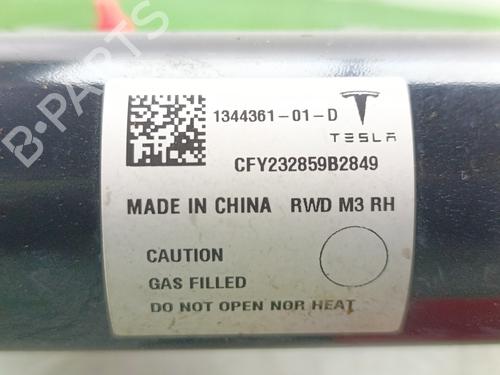 1344361-01-D
TESLA
CFY232859B2849
MADE IN CHINA RWD M3 RH
CAUTION
GAS FILLED
DO NOT OPEN NOR HEAT
B-PARTS